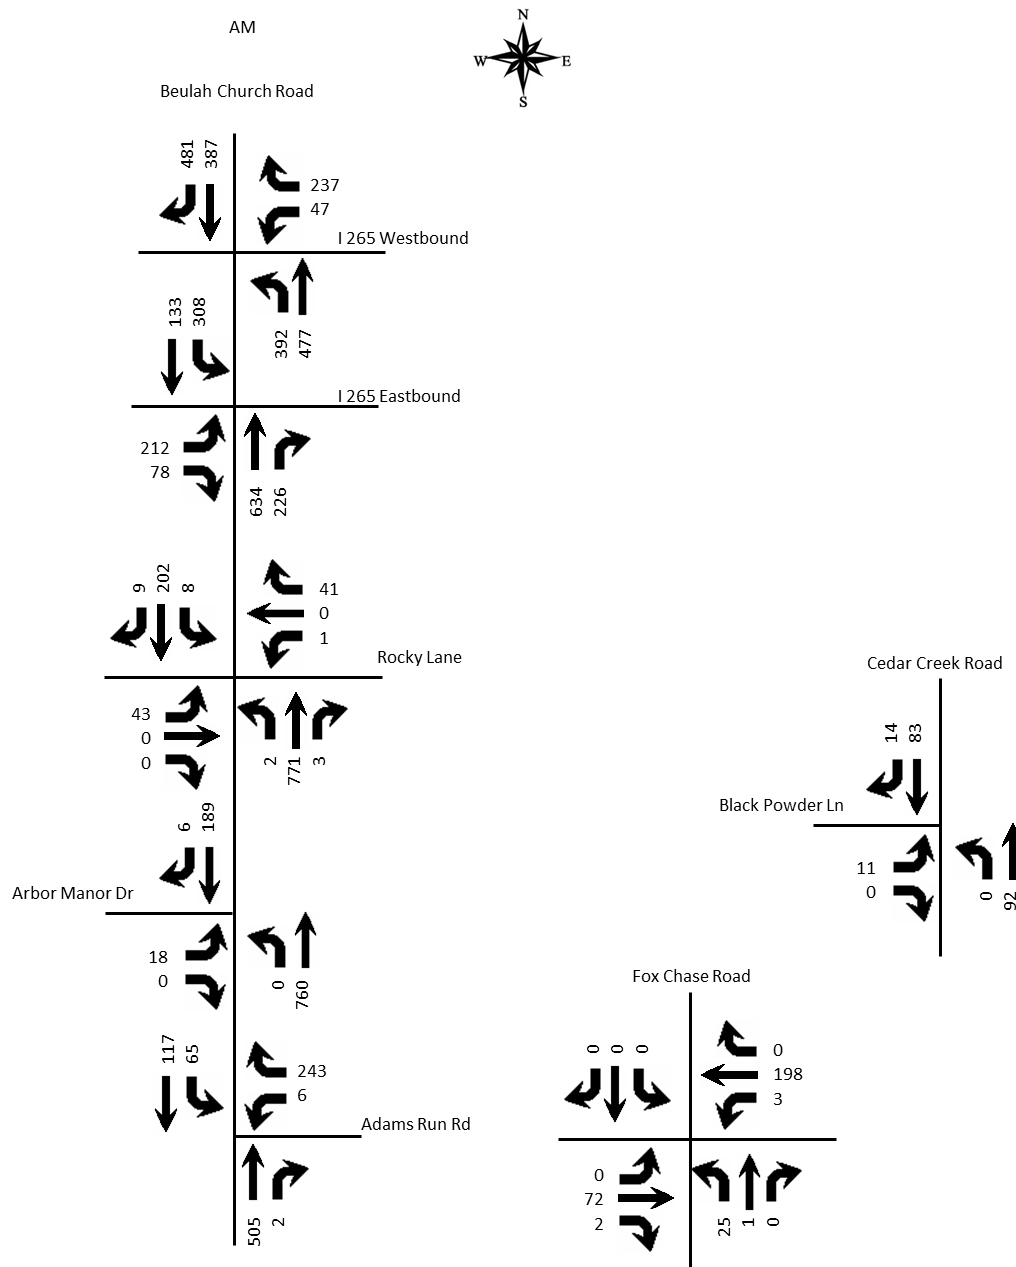 AM
N
W E
S
Beulah Church Road
481 387
237
47
I 265 Westbound
133 308
392 477
I 265 Eastbound
212
78
634 226
9 202 8
41
0
1
Rocky Lane
43
0
0
2 771 3
Cedar Creek Road
14 83
Black Powder Ln
11
0
0 92
6 189
Arbor Manor Dr
18
0
0 760
Fox Chase Road
117 65
243
6
Adams Run Rd
505 2
0 0 0
0
198
3
0
72
2
25 1 0